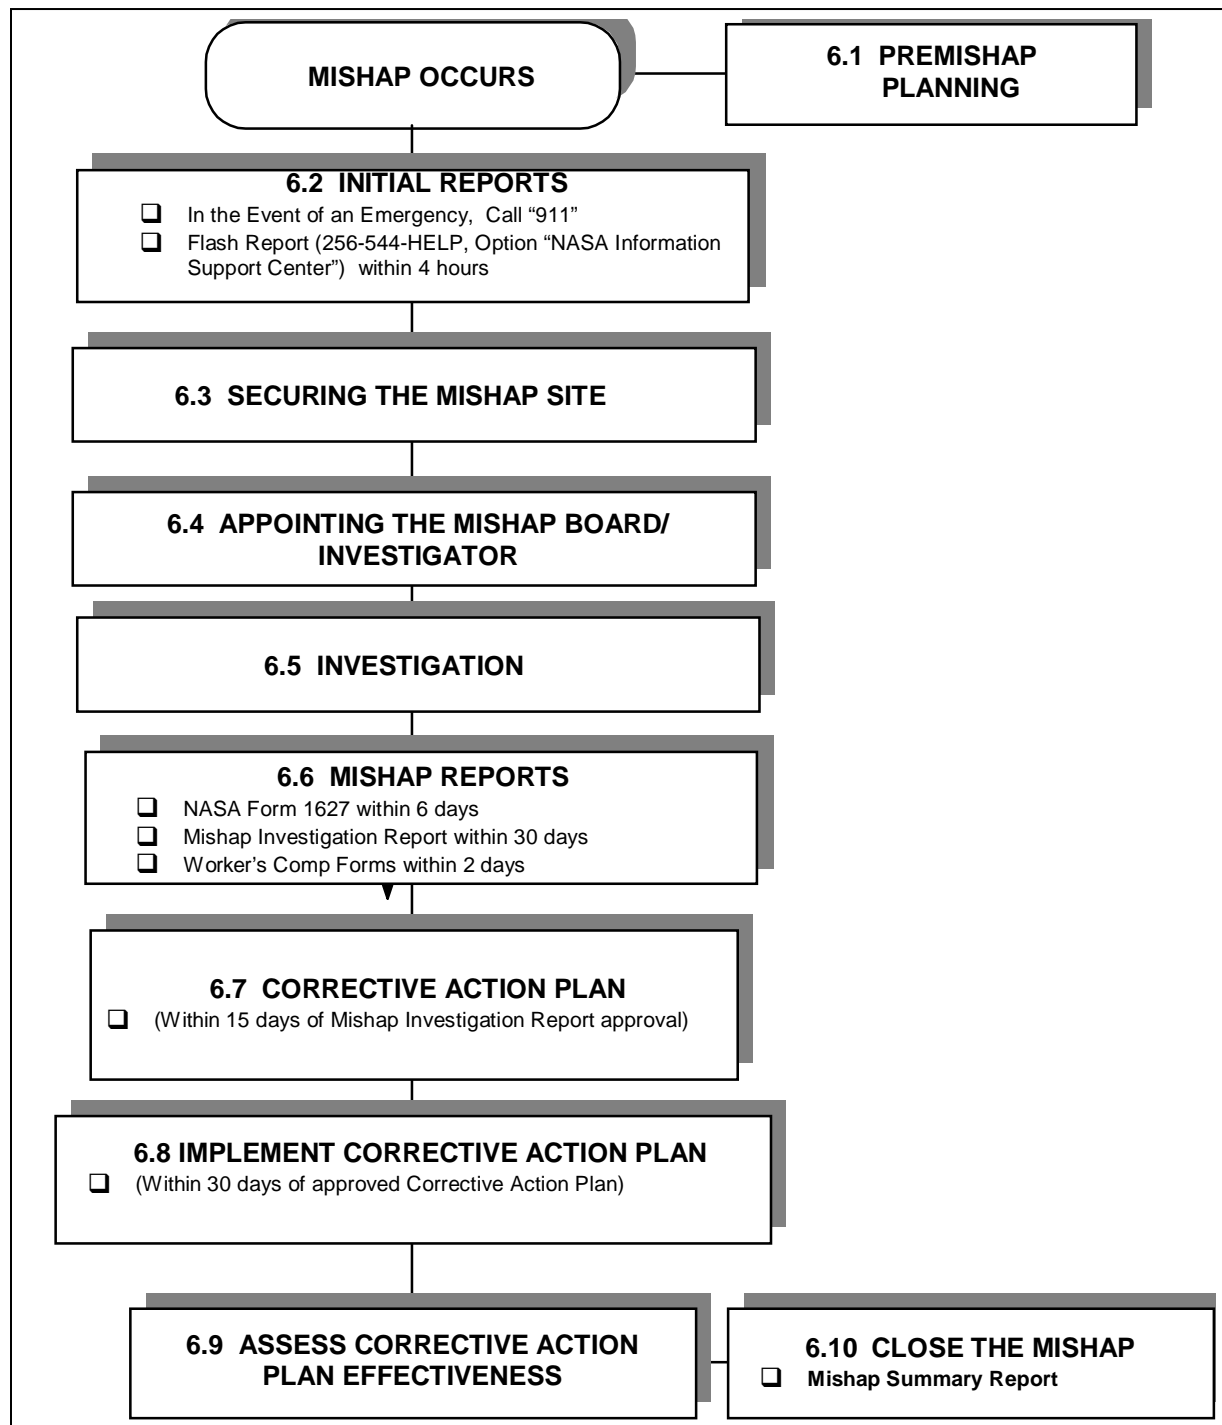 MISHAP OCCURS
6.1 PREMISHAP
PLANNING
6.2 INITIAL REPORTS
❑ In the Event of an Emergency, Call “911”
❑ Flash Report (256-544-HELP, Option “NASA Information
Support Center”) within 4 hours
6.3 SECURING THE MISHAP SITE
6.4 APPOINTING THE MISHAP BOARD/
INVESTIGATOR
6.5 INVESTIGATION
6.6 MISHAP REPORTS
❑ NASA Form 1627 within 6 days
❑ Mishap Investigation Report within 30 days
❑ Worker’s Comp Forms within 2 days
6.7 CORRECTIVE ACTION PLAN
❑ (Within 15 days of Mishap Investigation Report approval)
6.8 IMPLEMENT CORRECTIVE ACTION PLAN
❑ (Within 30 days of approved Corrective Action Plan)
6.9 ASSESS CORRECTIVE ACTION
PLAN EFFECTIVENESS
6.10 CLOSE THE MISHAP
❑ Mishap Summary Report